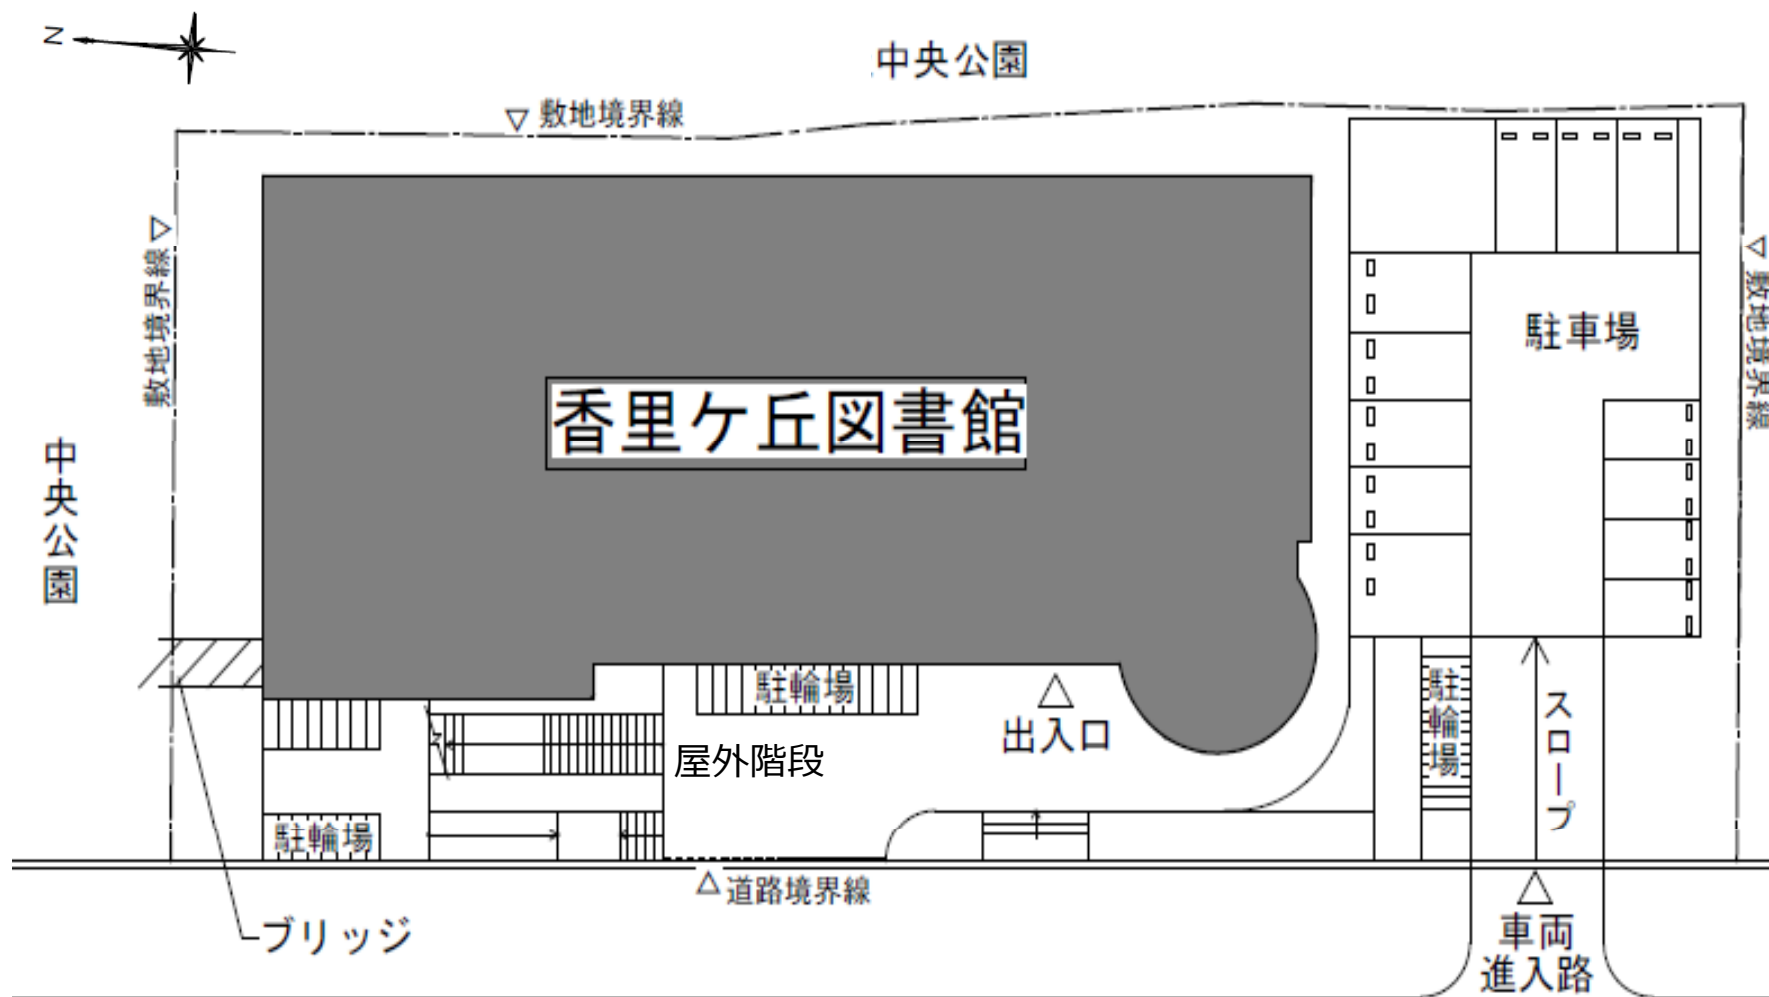 N
中央公園
▽ 敷地境界線
敷地境界線▽
▽ 敷地境界線
駐車場
香里ケ丘図書館
中央公園
駐輪場
△
出入口
屋外階段
駐輪場
スロープ
駐輪場
△ 道路境界線
△
車両
進入路
ブリッジ